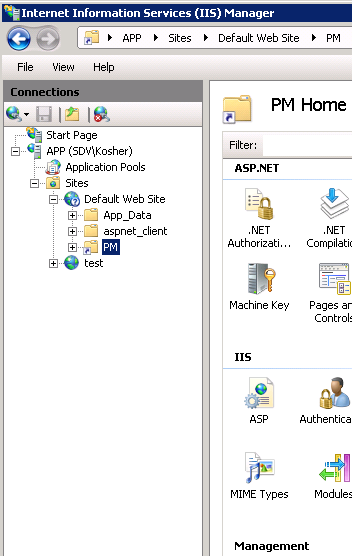 Internet Information Services (IIS) Manager
APP Sites Default Web Site PM
File View Help
Connections
Start Page
APP (SDV\Kosher)
Application Pools
Sites
Default Web Site
App_Data
aspnet_client
PM
test
PM Home
Filter:
ASP.NET
.NET Authorizati...
.NET Compilatio
Machine Key
Pages an Controls
IIS
ASP
Authentica
MIME Types
Modules
Management